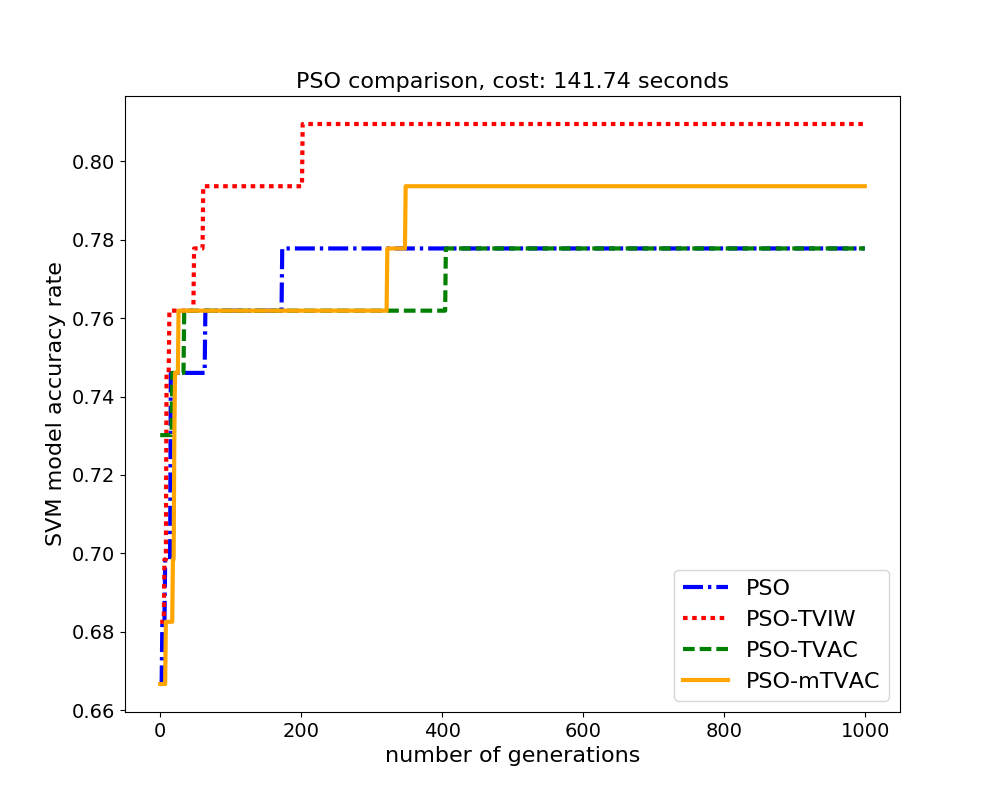 PSO comparison, cost: 141.74 seconds
SVM model accuracy rate
0.80
0.78
0.76
0.74
0.72
0.70
0.68
0.66
0 200 400 600 800 1000
number of generations
PSO
PSO-TVIW
PSO-TVAC
PSO-mTVAC